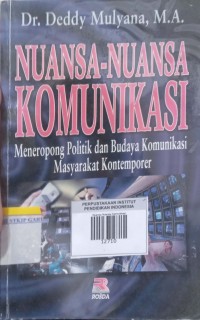 Dr. Deddy Mulyana, M.A.
NUANSA-NUANSA
KOMUNIKASI
Meneropong Politik dan Budaya Komunikasi
Masyarakat Kontemporer
PERPUSTAKAAN INSTITUT
PENDIDIKAN INDONESIA
ROSDA